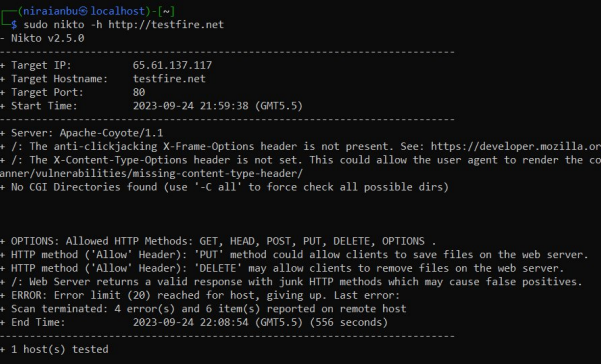 (niraianbu㉿localhost)-[~]
$ sudo nikto -h http://testfire.net
- Nikto v2.5.0
---------------------------------------------------------------------------
+ Target IP: 65.61.137.117
+ Target Hostname: testfire.net
+ Target Port: 80
+ Start Time: 2023-09-24 21:59:38 (GMT5.5)
---------------------------------------------------------------------------
+ Server: Apache-Coyote/1.1
+ /: The anti-clickjacking X-Frame-Options header is not present. See: https://developer.mozilla.or
+ /: The X-Content-Type-Options header is not set. This could allow the user agent to render the co
anner/vulnerabilities/missing-content-type-header/
+ No CGI Directories found (use '-C all' to force check all possible dirs)
+ OPTIONS: Allowed HTTP Methods: GET, HEAD, POST, PUT, DELETE, OPTIONS .
+ HTTP method ('Allow' Header): 'PUT' method could allow clients to save files on the web server.
+ HTTP method ('Allow' Header): 'DELETE' may allow clients to remove files on the web server.
+ /: Web Server returns a valid response with junk HTTP methods which may cause false positives.
+ ERROR: Error limit (20) reached for host, giving up. Last error:
+ Scan terminated: 4 error(s) and 6 item(s) reported on remote host
+ End Time: 2023-09-24 22:08:54 (GMT5.5) (556 seconds)
---------------------------------------------------------------------------
+ 1 host(s) tested